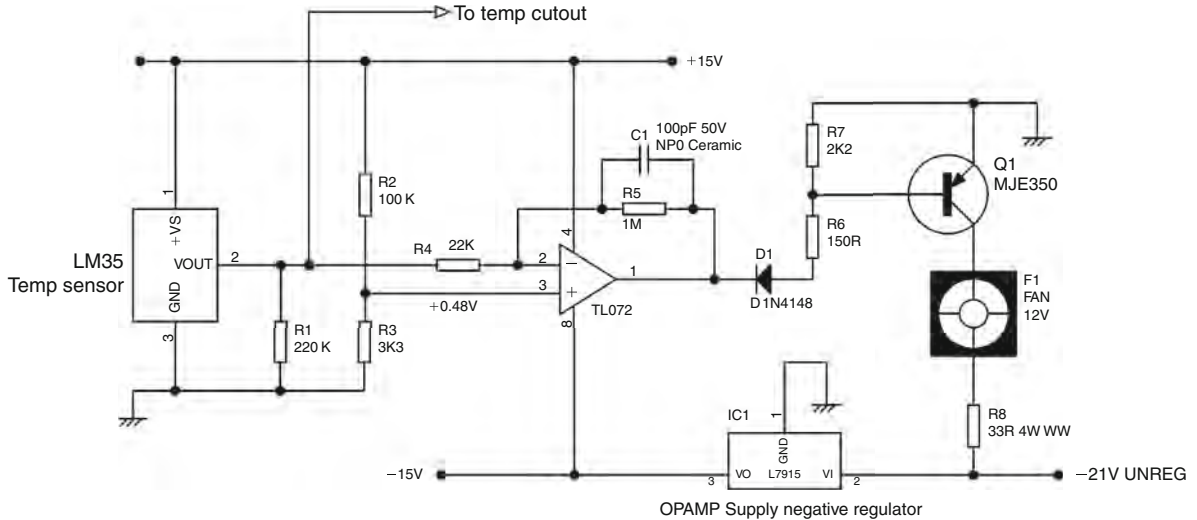 To temp cutout
+15V
100pF 50V
C1
NP0 Ceramic
R7
2K2
Q1
MJE350
R2
100 K
R5
1M
1
+VS
4
LM35
Temp sensor
VOUT
2
R4
22K
2
−
3
+
1
TL072
8
+0.48V
D1
D1N4148
R6
150R
F1
FAN
12V
GND
3
R1
220 K
R3
3K3
IC1
1
GND
R8
33R 4W WW
−15V
3
VO
L7915
VI
2
−21V UNREG
OPAMP Supply negative regulator